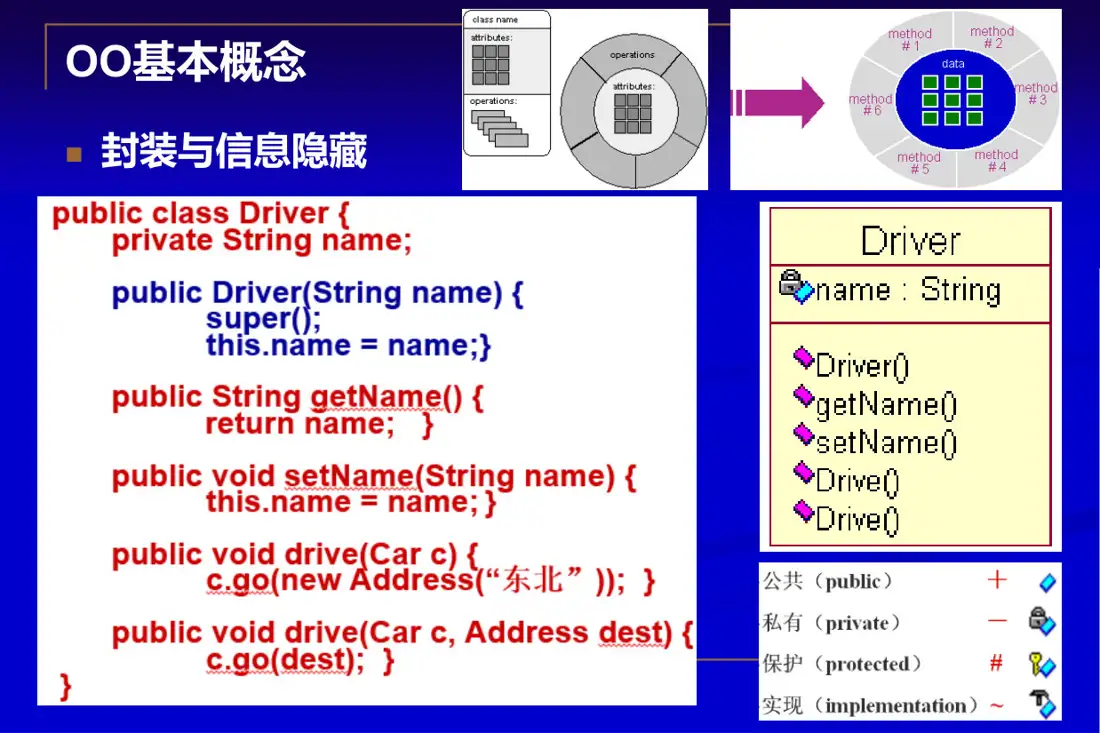 OO基本概念
封装与信息隐藏
class name
attributes:
operations:
operations
attributes:
method
#1
method
#2
method
#3
method
#4
method
#5
method
#6
data
public class Driver {
private String name;
public Driver(String name) {
super();
this.name = name;}
public String getName() {
return name; }
public void setName(String name) {
this.name = name; }
public void drive(Car c) {
c.go(new Address(“东北” )); }
public void drive(Car c, Address dest) {
c.go(dest); }
}
Driver
name : String
Driver()
getName()
setName()
Drive()
Drive()
公共（public） +
私有（private） —
保护（protected） #
实现（implementation） ~